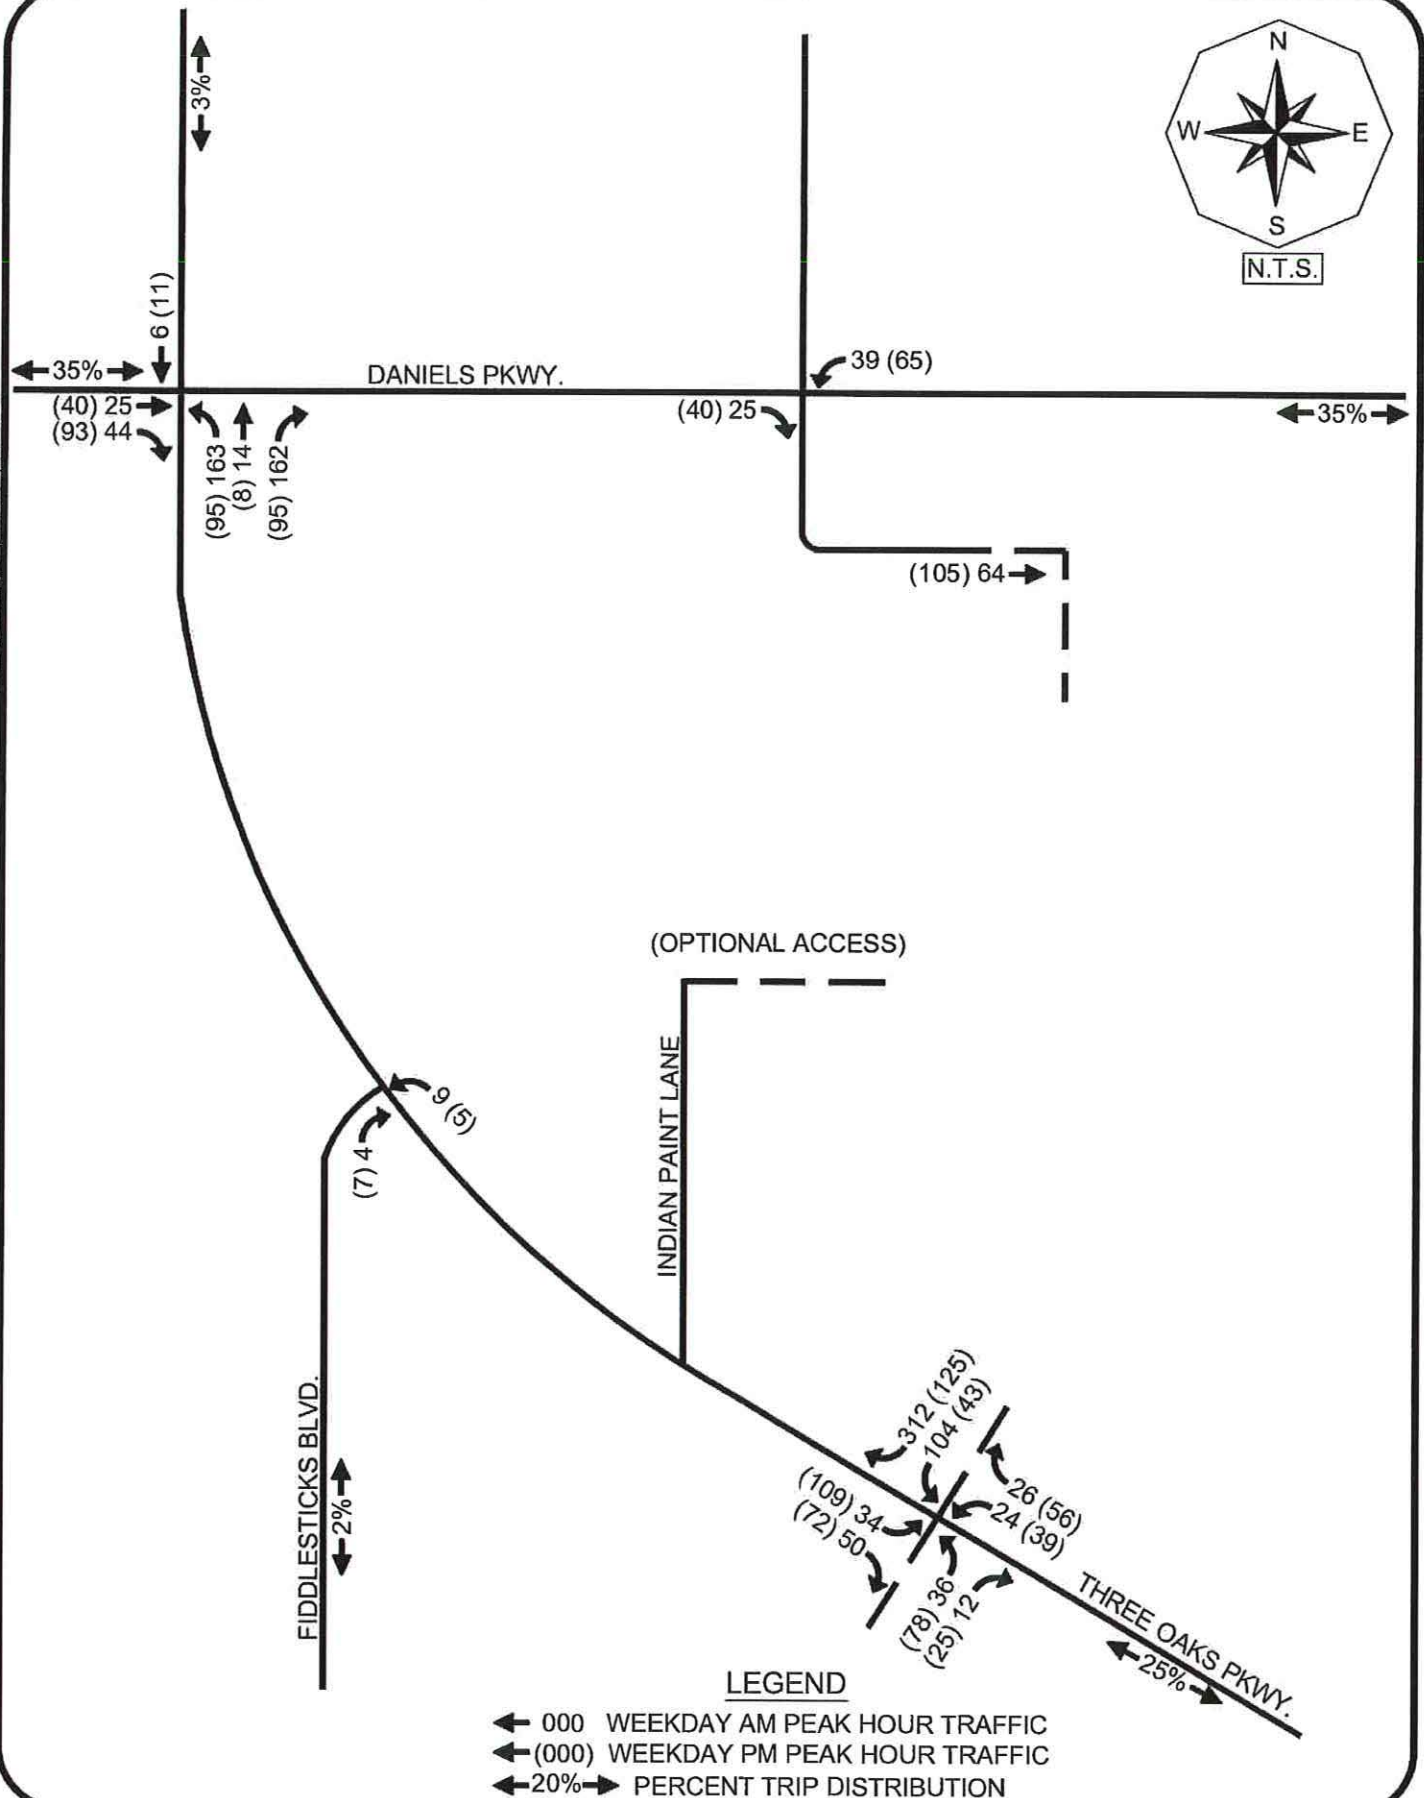 N
W E
S
N.T.S.
3%
6 (11)
35%
DANIELS PKWY.
39 (65)
(40) 25
(93) 44
(40) 25
35%
(95) 163
(8) 14
(95) 162
(105) 64
(OPTIONAL ACCESS)
INDIAN PAINT LANE
9 (5)
(7) 4
FIDDLESTICKS BLVD.
2%
312 (125)
104 (43)
26 (56)
24 (39)
(109) 34
(72) 50
(78) 36
(25) 12
THREE OAKS PKWY.
25%
LEGEND
000 WEEKDAY AM PEAK HOUR TRAFFIC
(000) WEEKDAY PM PEAK HOUR TRAFFIC
20% PERCENT TRIP DISTRIBUTION